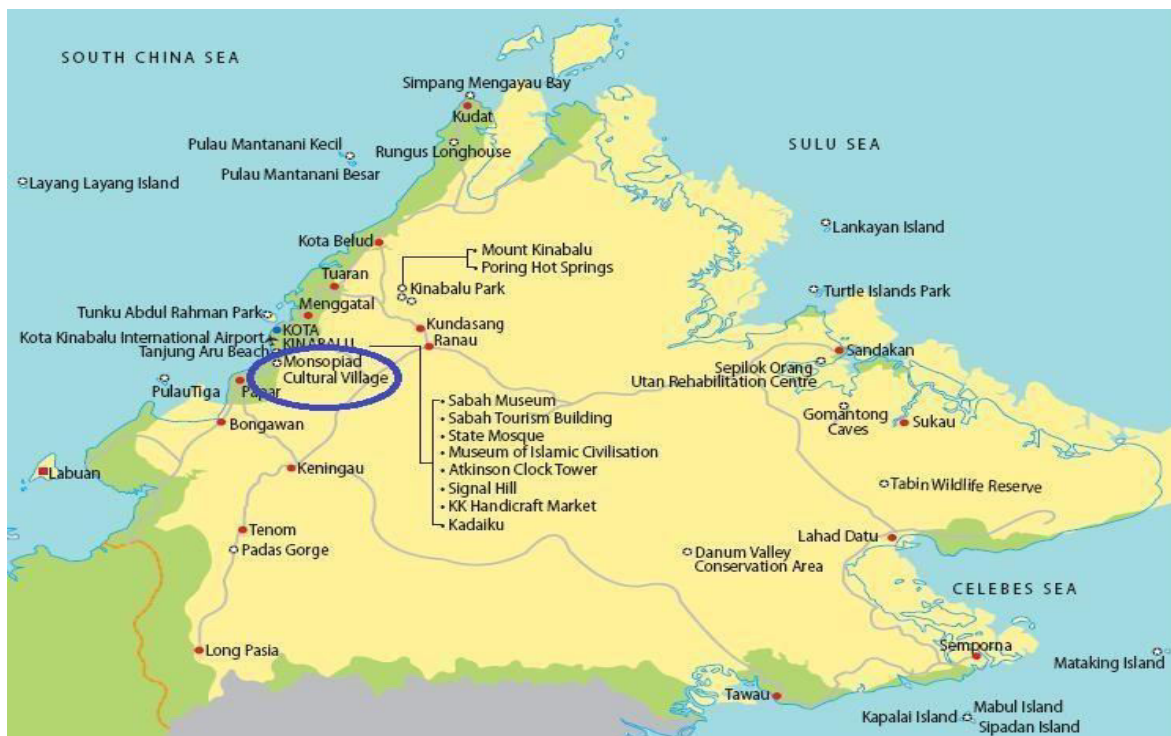 SOUTH CHINA SEA
Simpang Mengayau Bay
Kudat
Rungus Longhouse
Pulau Mantanani Kecil
Pulau Mantanani Besar
Layang Layang Island
SULU SEA
Lankayan Island
Kota Belud
Mount Kinabalu
Poring Hot Springs
Tuaran
Kinabalu Park
Turtle Islands Park
Tunku Abdul Rahman Park
Menggatal
Kota Kinabalu International Airport
KOTA
KINABALU
Kundasang
Ranau
Tanjung Aru Beach
Monsopiad
Cultural Village
Sandakan
Sepilok Orang
Utan Rehabilitation Centre
PulauTiga
Papar
Gomantong
Caves
Sukau
Bongawan
• Sabah Museum
• Sabah Tourism Building
• State Mosque
• Museum of Islamic Civilisation
• Atkinson Clock Tower
• Signal Hill
• KK Handicraft Market
• Kadaiku
Labuan
Keningau
Tabin Wildlife Reserve
Tenom
Padas Gorge
Lahad Datu
Danum Valley
Conservation Area
CELEBES SEA
Long Pasia
Semporna
Mataking Island
Tawau
Kapalai Island
Mabul Island
Sipadan Island